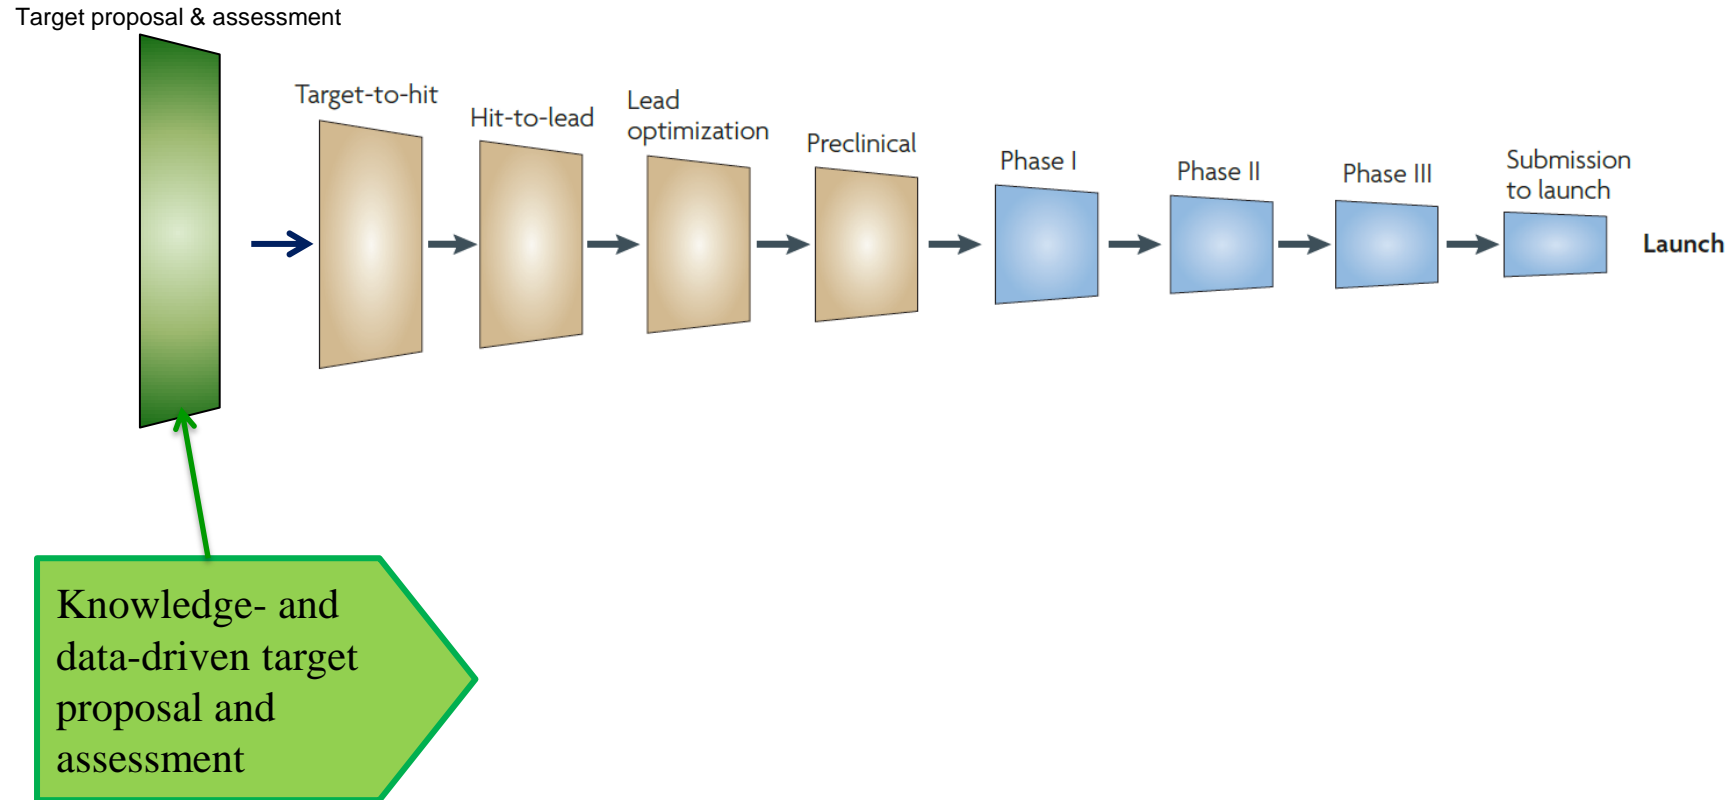 Target proposal & assessment
Target-to-hit
Hit-to-lead
Lead
optimization
Preclinical
Phase I
Phase II
Phase III
Submission
to launch
Launch
Knowledge- and
data-driven target
proposal and
assessment